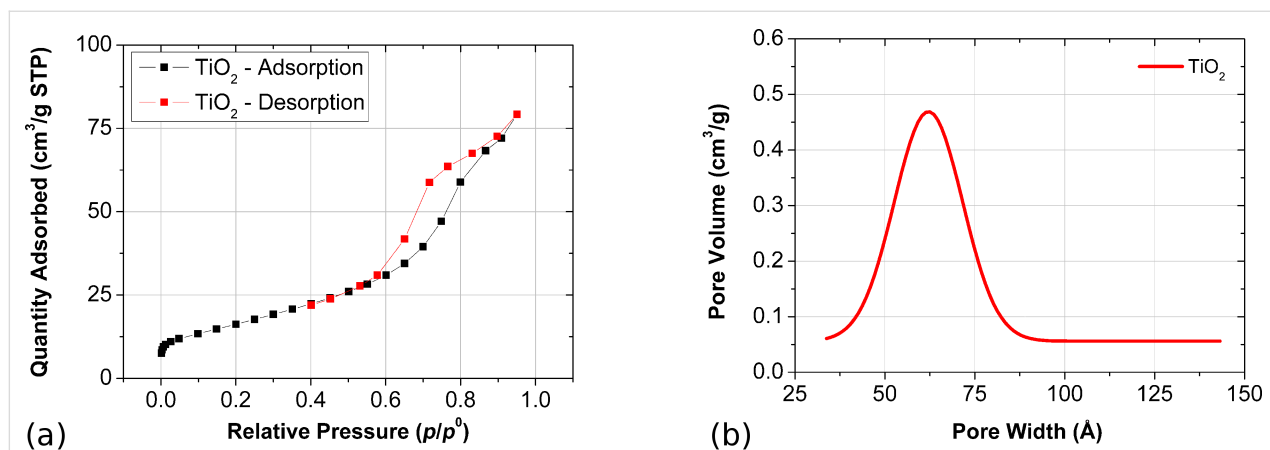 100
75
50
25
0
Quantity Adsorbed (cm³/g STP)
TiO₂ - Adsorption
TiO₂ - Desorption
0.0 0.2 0.4 0.6 0.8 1.0
Relative Pressure (p/p⁰)
(a)
0.6
0.5
0.4
0.3
0.2
0.1
0.0
Pore Volume (cm³/g)
TiO₂
25 50 75 100 125 150
Pore Width (Å)
(b)